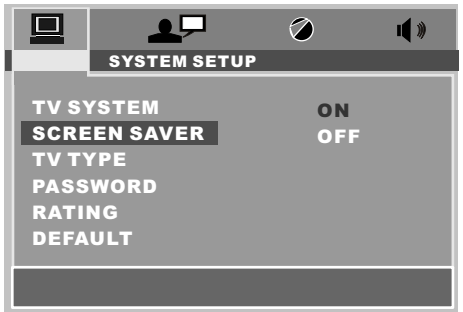 SYSTEM SETUP
TV SYSTEM ON
SCREEN SAVER OFF
TV TYPE
PASSWORD
RATING
DEFAULT